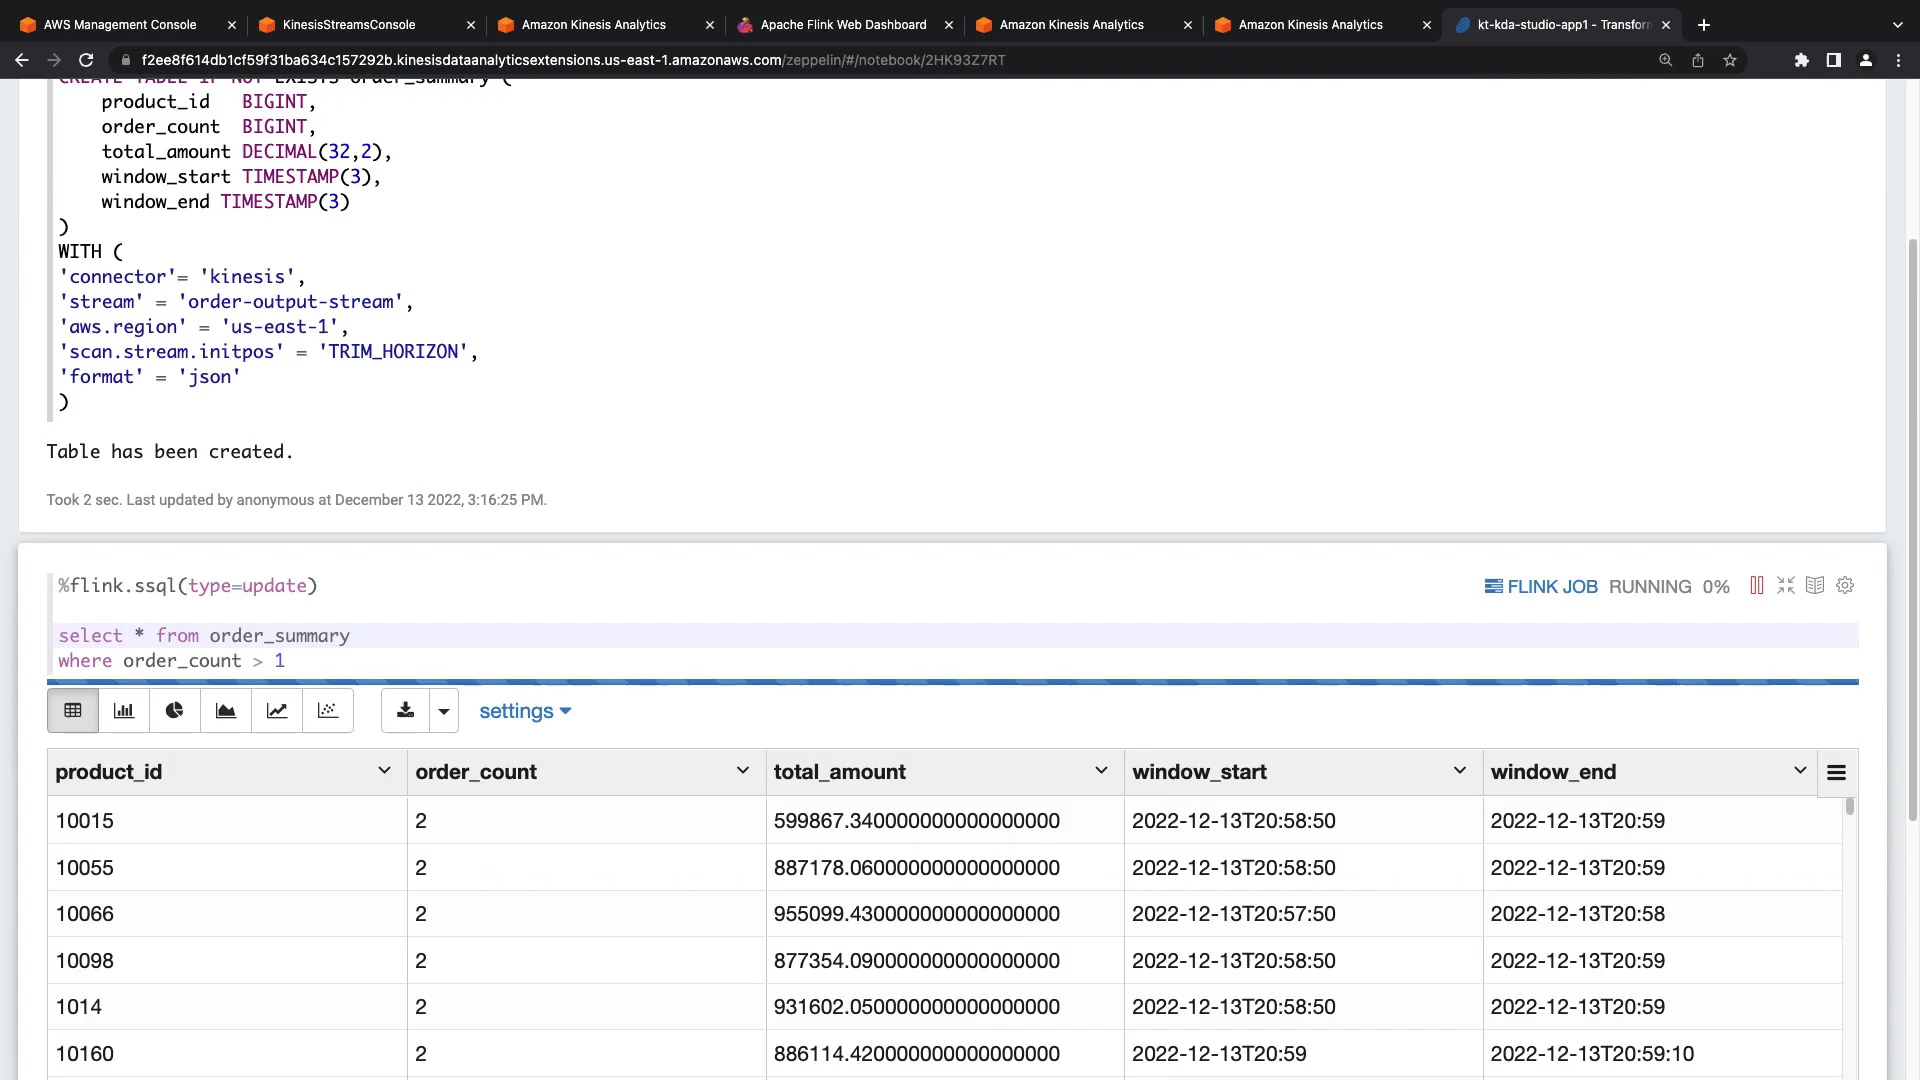 AWS Management Console
KinesisStreamsConsole
Amazon Kinesis Analytics
Apache Flink Web Dashboard
Amazon Kinesis Analytics
Amazon Kinesis Analytics
kt-kda-studio-app1 - Transform
f2ee8f614db1cf59f31ba634c157292b.kinesisdataanalyticsextensions.us-east-1.amazonaws.com/zeppelin/#/notebook/2HK93Z7RT
CREATE TABLE IF NOT EXISTS order_summary (
product_id BIGINT,
order_count BIGINT,
total_amount DECIMAL(32,2),
window_start TIMESTAMP(3),
window_end TIMESTAMP(3)
)
WITH (
'connector'= 'kinesis',
'stream' = 'order-output-stream',
'aws.region' = 'us-east-1',
'scan.stream.initpos' = 'TRIM_HORIZON',
'format' = 'json'
)
Table has been created.
Took 2 sec. Last updated by anonymous at December 13 2022, 3:16:25 PM.
%flink.ssql(type=update)
FLINK JOB RUNNING 0%
select * from order_summary
where order_count > 1
settings
product_id order_count total_amount window_start window_end
10015 2 599867.340000000000000000 2022-12-13T20:58:50 2022-12-13T20:59
10055 2 887178.060000000000000000 2022-12-13T20:58:50 2022-12-13T20:59
10066 2 955099.430000000000000000 2022-12-13T20:57:50 2022-12-13T20:58
10098 2 877354.090000000000000000 2022-12-13T20:58:50 2022-12-13T20:59
1014 2 931602.050000000000000000 2022-12-13T20:58:50 2022-12-13T20:59
10160 2 886114.420000000000000000 2022-12-13T20:59 2022-12-13T20:59:10